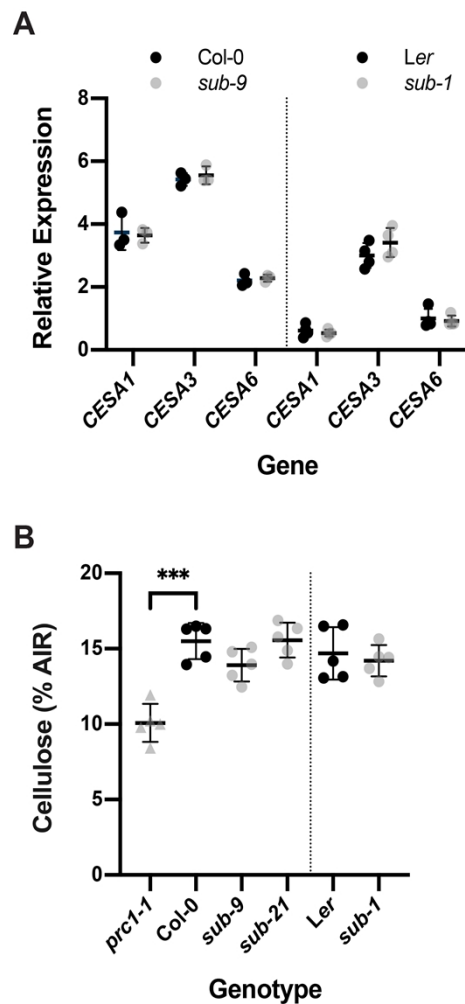 A
Col-0 Ler
sub-9 sub-1
Relative Expression
8
6
4
2
0
CESA1 CESA3 CESA6 CESA1 CESA3 CESA6
Gene
B
***
Cellulose (% AIR)
20
15
10
5
0
prc1-1 Col-0 sub-9 sub-21 Ler sub-1
Genotype